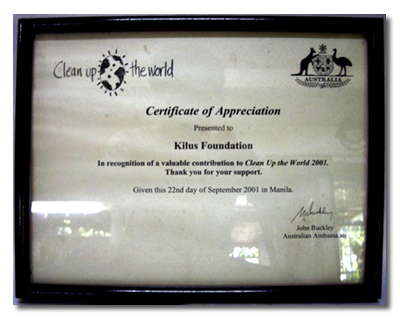 Clean up the world
AUSTRALIA
Certificate of Appreciation
Presented to
Kilus Foundation
In recognition of a valuable contribution to Clean Up the World 2001.
Thank you for your support.
Given this 22nd day of September 2001 in Manila.
John Buckley
Australian Ambassador